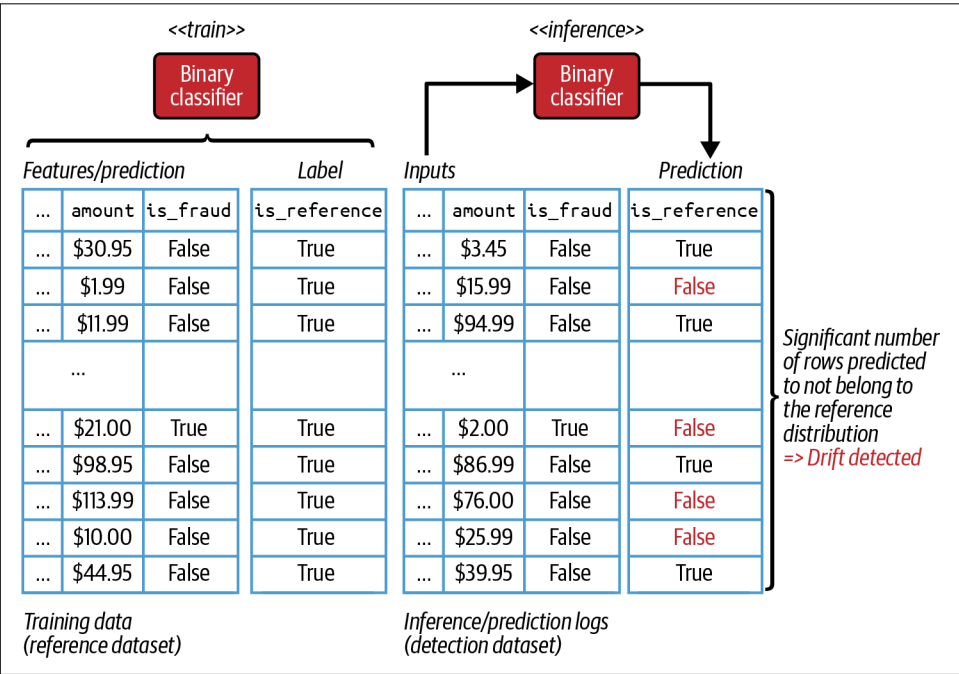 <<train>>
<<inference>>
Binary
classifier
Binary
classifier
Features/prediction
Label
Inputs
Prediction
... amount is_fraud is_reference
... $30.95 False True
... $1.99 False True
... $11.99 False True
...
... $21.00 True True
... $98.95 False True
... $113.99 False True
... $10.00 False True
... $44.95 False True
Training data
(reference dataset)
... amount is_fraud is_reference
... $3.45 False True
... $15.99 False False
... $94.99 False True
...
... $2.00 True False
... $86.99 False True
... $76.00 False False
... $25.99 False False
... $39.95 False True
Inference/prediction logs
(detection dataset)
Significant number
of rows predicted
to not belong to
the reference
distribution
=> Drift detected